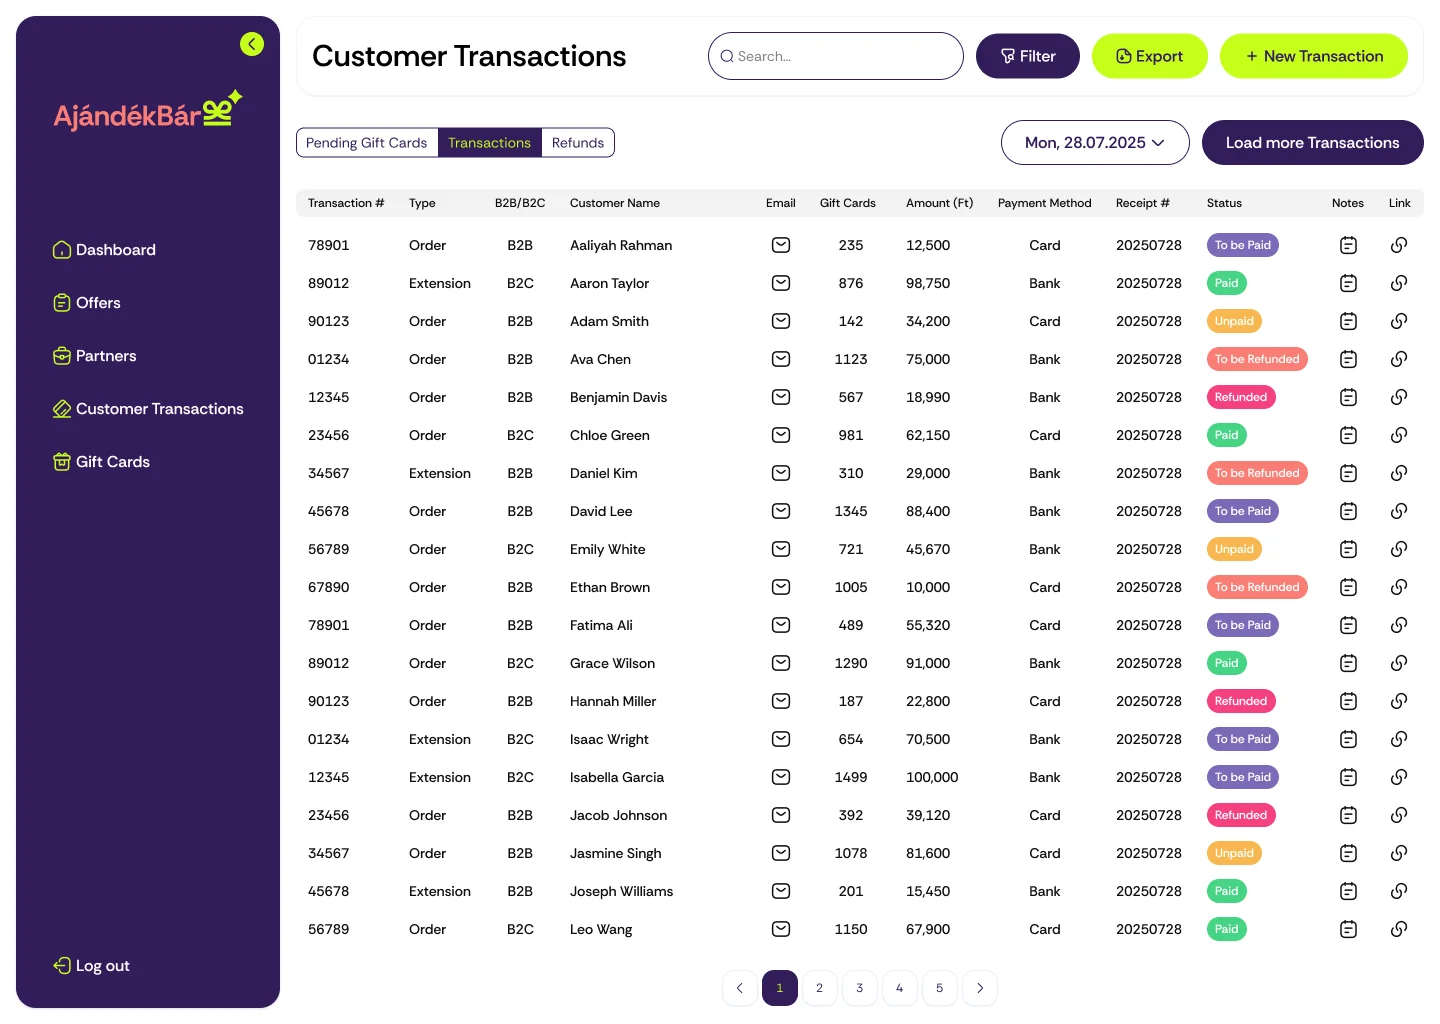 AjándékBár
Dashboard
Offers
Partners
Customer Transactions
Gift Cards
Log out
Customer Transactions
Search...
Filter
Export
+ New Transaction
Pending Gift Cards Transactions Refunds
Mon, 28.07.2025
Load more Transactions
Transaction # Type B2B/B2C Customer Name Email Gift Cards Amount (Ft) Payment Method Receipt # Status Notes Link
78901 Order B2B Aaliyah Rahman 235 12,500 Card 20250728 To be Paid
89012 Extension B2C Aaron Taylor 876 98,750 Bank 20250728 Paid
90123 Order B2B Adam Smith 142 34,200 Card 20250728 Unpaid
01234 Order B2B Ava Chen 1123 75,000 Bank 20250728 To be Refunded
12345 Order B2B Benjamin Davis 567 18,990 Bank 20250728 Refunded
23456 Order B2C Chloe Green 981 62,150 Card 20250728 Paid
34567 Extension B2B Daniel Kim 310 29,000 Bank 20250728 To be Refunded
45678 Order B2B David Lee 1345 88,400 Bank 20250728 To be Paid
56789 Order B2C Emily White 721 45,670 Bank 20250728 Unpaid
67890 Order B2B Ethan Brown 1005 10,000 Card 20250728 To be Refunded
78901 Order B2B Fatima Ali 489 55,320 Card 20250728 To be Paid
89012 Order B2C Grace Wilson 1290 91,000 Bank 20250728 Paid
90123 Order B2B Hannah Miller 187 22,800 Card 20250728 Refunded
01234 Extension B2C Isaac Wright 654 70,500 Bank 20250728 To be Paid
12345 Extension B2C Isabella Garcia 1499 100,000 Bank 20250728 To be Paid
23456 Order B2B Jacob Johnson 392 39,120 Card 20250728 Refunded
34567 Order B2B Jasmine Singh 1078 81,600 Card 20250728 Unpaid
45678 Extension B2B Joseph Williams 201 15,450 Bank 20250728 Paid
56789 Order B2C Leo Wang 1150 67,900 Card 20250728 Paid
1 2 3 4 5